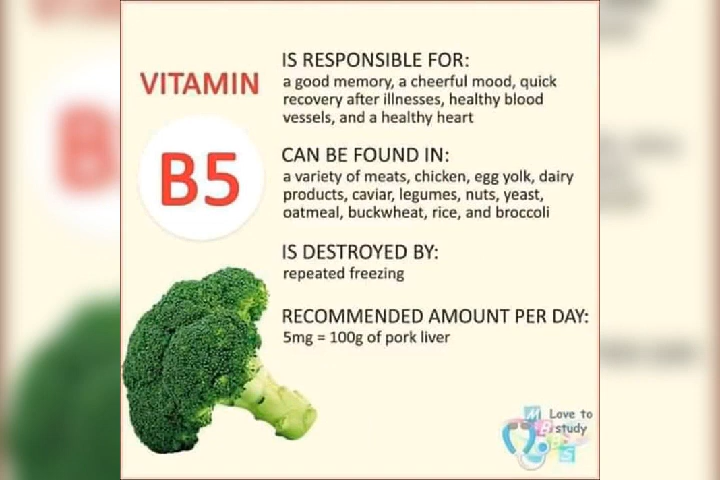 VITAMIN
B5
IS RESPONSIBLE FOR:
a good memory, a cheerful mood, quick
recovery after illnesses, healthy blood
vessels, and a healthy heart
CAN BE FOUND IN:
a variety of meats, chicken, egg yolk, dairy
products, caviar, legumes, nuts, yeast,
oatmeal, buckwheat, rice, and broccoli
IS DESTROYED BY:
repeated freezing
RECOMMENDED AMOUNT PER DAY:
5mg = 100g of pork liver
Love to
study
M
B
S